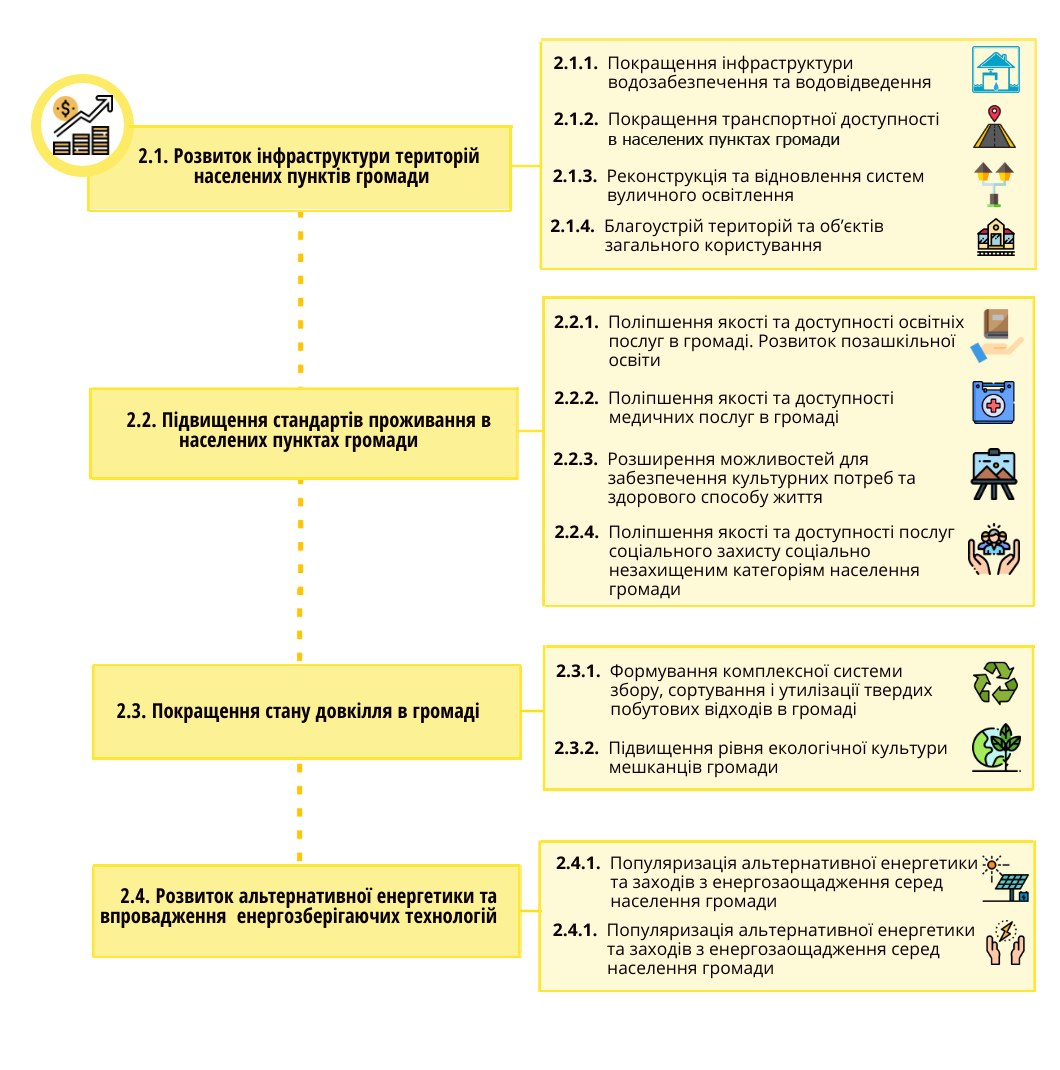 2.1. Розвиток інфраструктури територій
населених пунктів громади
2.1.1. Покращення інфраструктури
водозабезпечення та водовідведення
2.1.2. Покращення транспортної доступності
в населених пунктах громади
2.1.3. Реконструкція та відновлення систем
вуличного освітлення
2.1.4. Благоустрій територій та об’єктів
загального користування
2.2. Підвищення стандартів проживання в
населених пунктах громади
2.2.1. Поліпшення якості та доступності освітніх
послуг в громаді. Розвиток позашкільної
освіти
2.2.2. Поліпшення якості та доступності
медичних послуг в громаді
2.2.3. Розширення можливостей для
забезпечення культурних потреб та
здорового способу життя
2.2.4. Поліпшення якості та доступності послуг
соціального захисту соціально
незахищеним категоріям населення
громади
2.3. Покращення стану довкілля в громаді
2.3.1. Формування комплексної системи
збору, сортування і утилізації твердих
побутових відходів в громаді
2.3.2. Підвищення рівня екологічної культури
мешканців громади
2.4. Розвиток альтернативної енергетики та
впровадження енергозберігаючих технологій
2.4.1. Популяризація альтернативної енергетики
та заходів з енергозаощадження серед
населення громади
2.4.1. Популяризація альтернативної енергетики
та заходів з енергозаощадження серед
населення громади